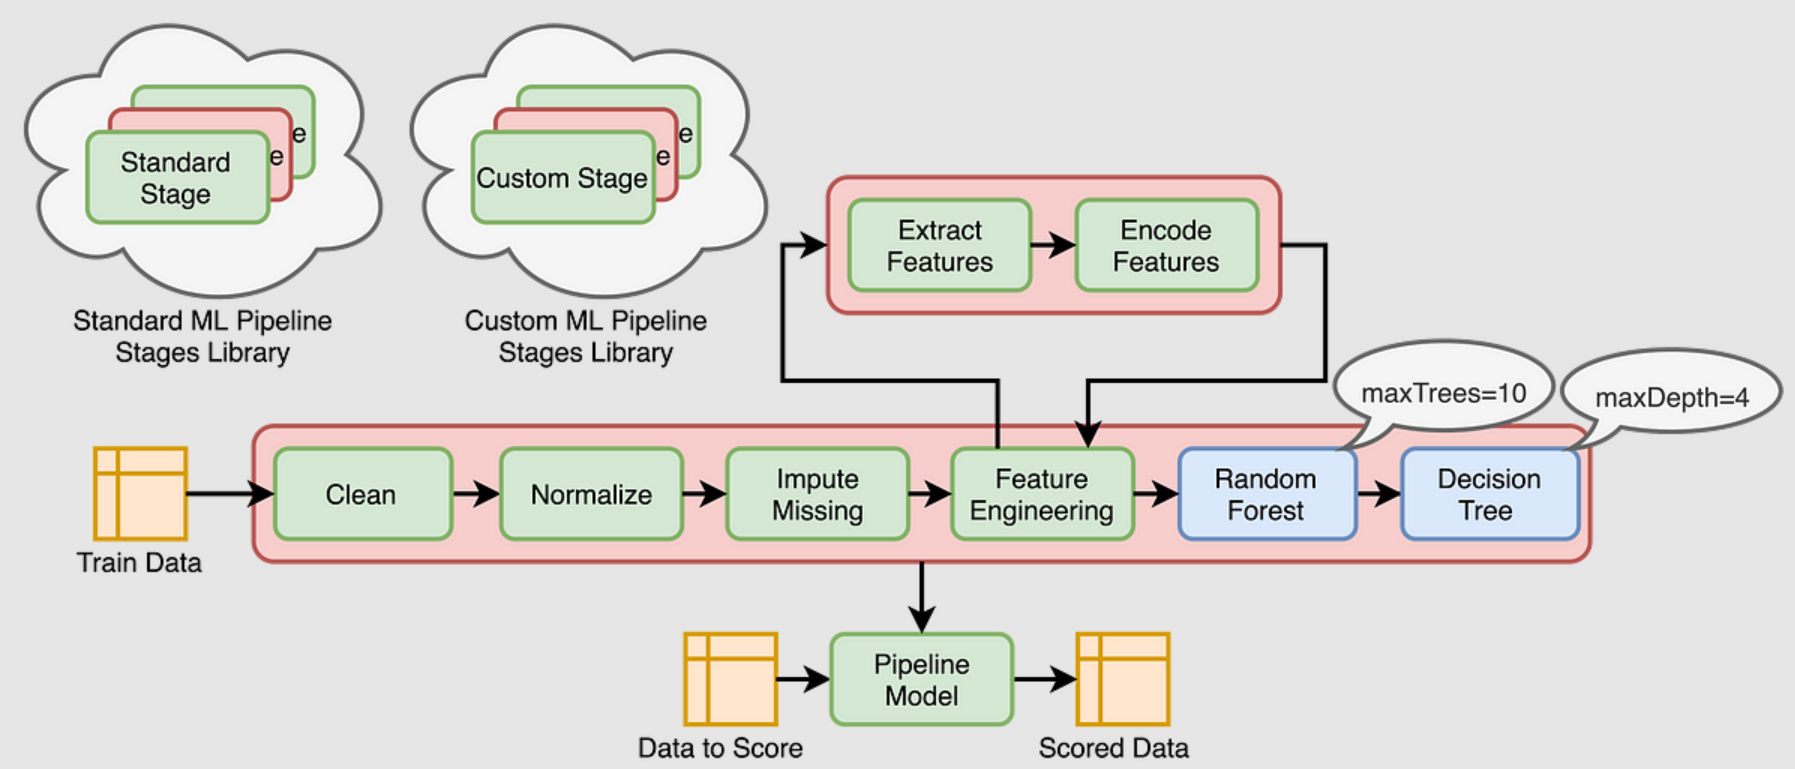 Standard
Stage
e
e
Standard ML Pipeline
Stages Library
Custom Stage
e
e
Custom ML Pipeline
Stages Library
Extract
Features
Encode
Features
maxTrees=10
maxDepth=4
Train Data
Clean
Normalize
Impute
Missing
Feature
Engineering
Random
Forest
Decision
Tree
Data to Score
Pipeline
Model
Scored Data